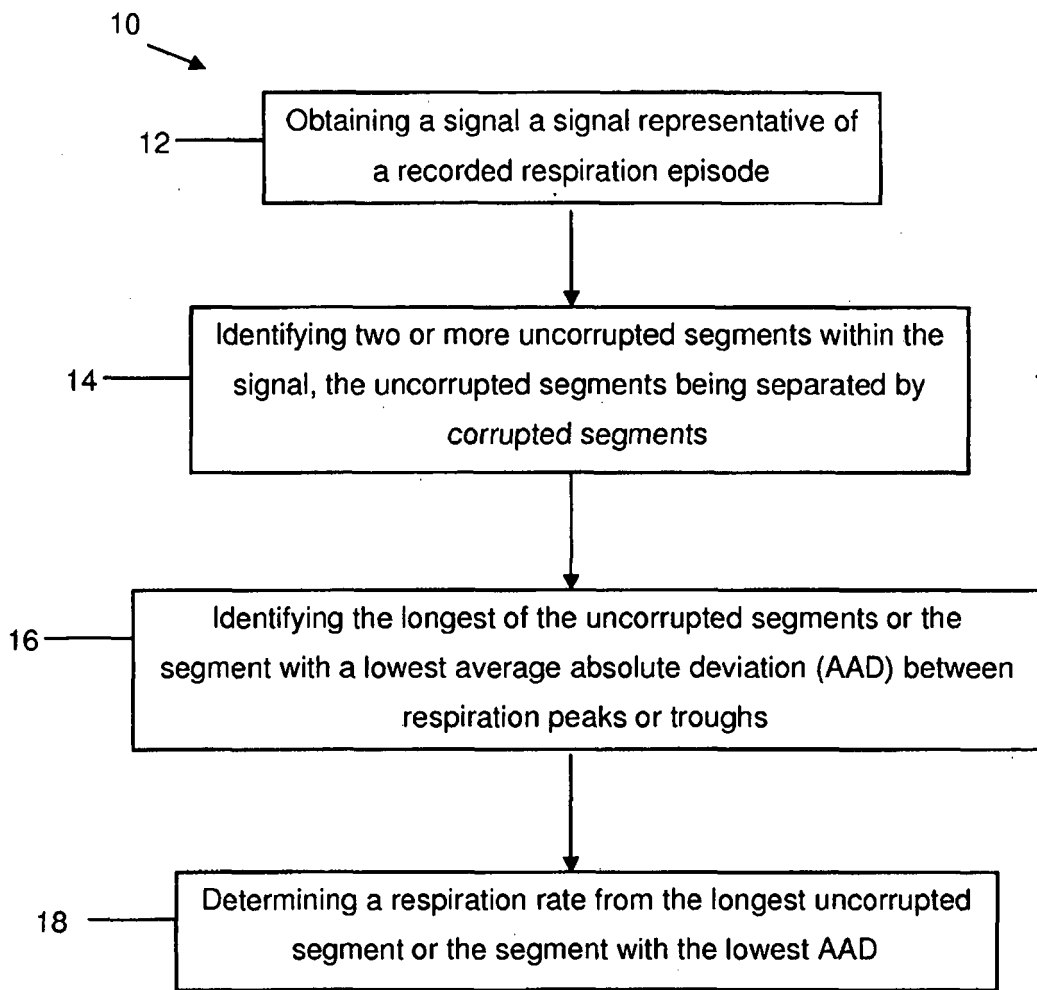 10
12
Obtaining a signal a signal representative of
a recorded respiration episode
14
Identifying two or more uncorrupted segments within the
signal, the uncorrupted segments being separated by
corrupted segments
16
Identifying the longest of the uncorrupted segments or the
segment with a lowest average absolute deviation (AAD) between
respiration peaks or troughs
18
Determining a respiration rate from the longest uncorrupted
segment or the segment with the lowest AAD